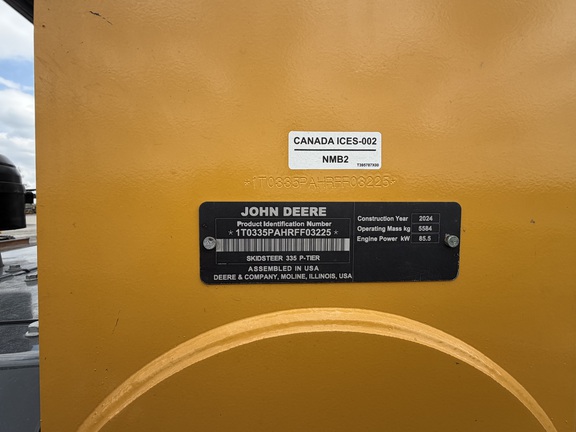 CANADA ICES-002
NMB2
*1T0335PAHRFF03225*
JOHN DEERE
Product Identification Number
*1T0335PAHRFF03225*
SKIDSTEER 335 P-TIER
ASSEMBLED IN USA
DEERE & COMPANY, MOLINE, ILLINOIS, USA
Construction Year 2024
Operating Mass kg 5584
Engine Power kW 85.5